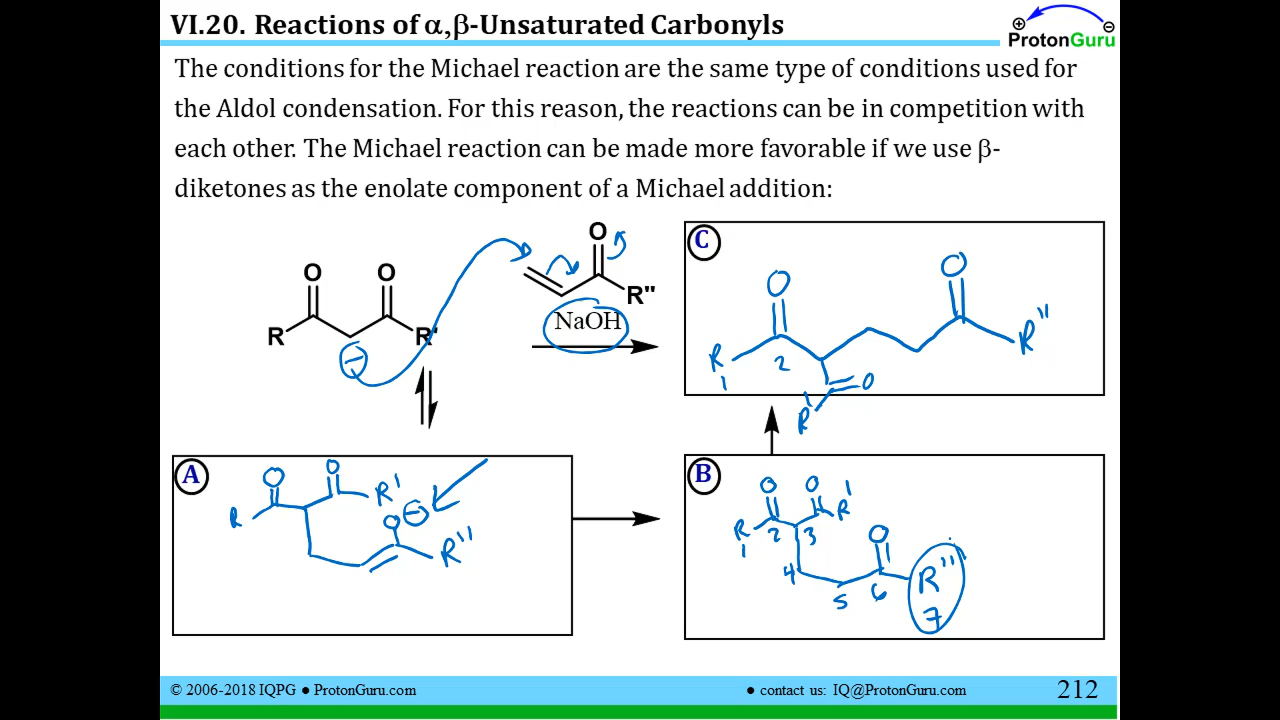 VI.20. Reactions of α,β-Unsaturated Carbonyls
ProtonGuru
The conditions for the Michael reaction are the same type of conditions used for
the Aldol condensation. For this reason, the reactions can be in competition with
each other. The Michael reaction can be made more favorable if we use β-
diketones as the enolate component of a Michael addition:
O
O O
R R'
R"
NaOH
C
O O
R R"
1 2
O
R'
A
O O
R R'
O
R"
B
O O
R R'
1 2 3
O
4 5 6
R"
7
© 2006-2018 IQPG ● ProtonGuru.com
● contact us: IQ@ProtonGuru.com
212